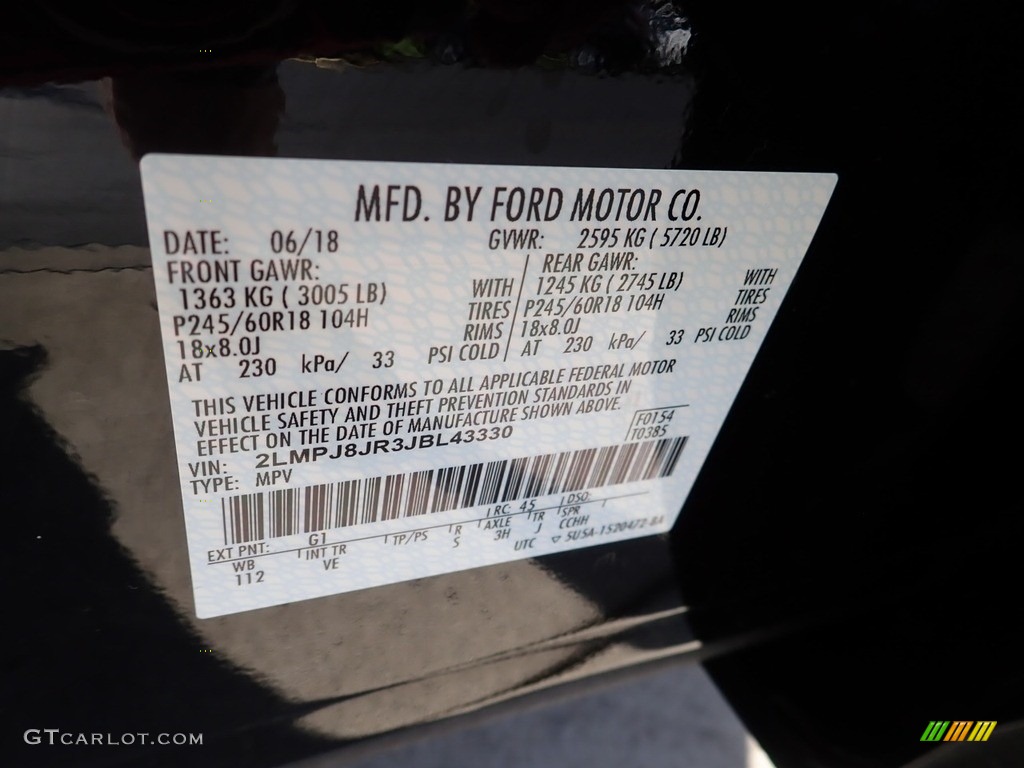 MFD. BY FORD MOTOR CO.
DATE: 06/18 GVWR: 2595 KG ( 5720 LB)
FRONT GAWR: REAR GAWR:
1363 KG ( 3005 LB) WITH 1245 KG ( 2745 LB) WITH
P245/60R18 104H TIRES P245/60R18 104H TIRES
18x8.0J RIMS 18x8.0J RIMS
AT 230 kPa/ 33 PSI COLD AT 230 kPa/ 33 PSI COLD
THIS VEHICLE CONFORMS TO ALL APPLICABLE FEDERAL MOTOR
VEHICLE SAFETY AND THEFT PREVENTION STANDARDS IN
EFFECT ON THE DATE OF MANUFACTURE SHOWN ABOVE.
F0154
T0385
VIN: 2LMPJ8JR3JBL43330
TYPE: MPV
EXT PNT: G1 RC: 45 DSO:
WB INT TR TP/PS R AXLE TR SPR
112 VE S 3H J CCHH
UTC ▽ 5U5A-1520472-BA
GTCARLOT.COM